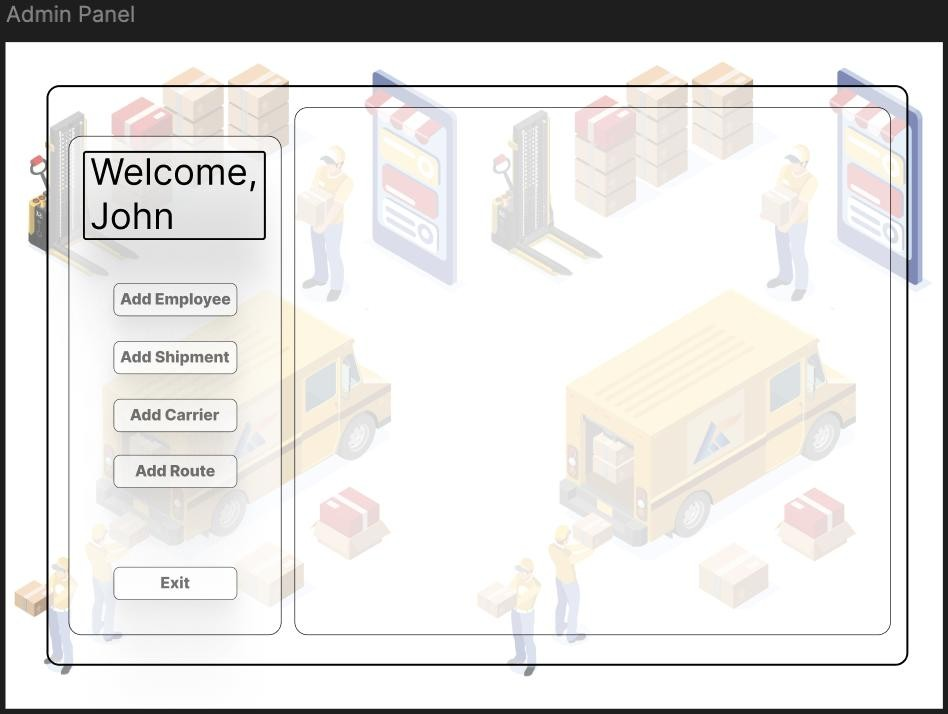 Admin Panel
Welcome,
John
Add Employee
Add Shipment
Add Carrier
Add Route
Exit